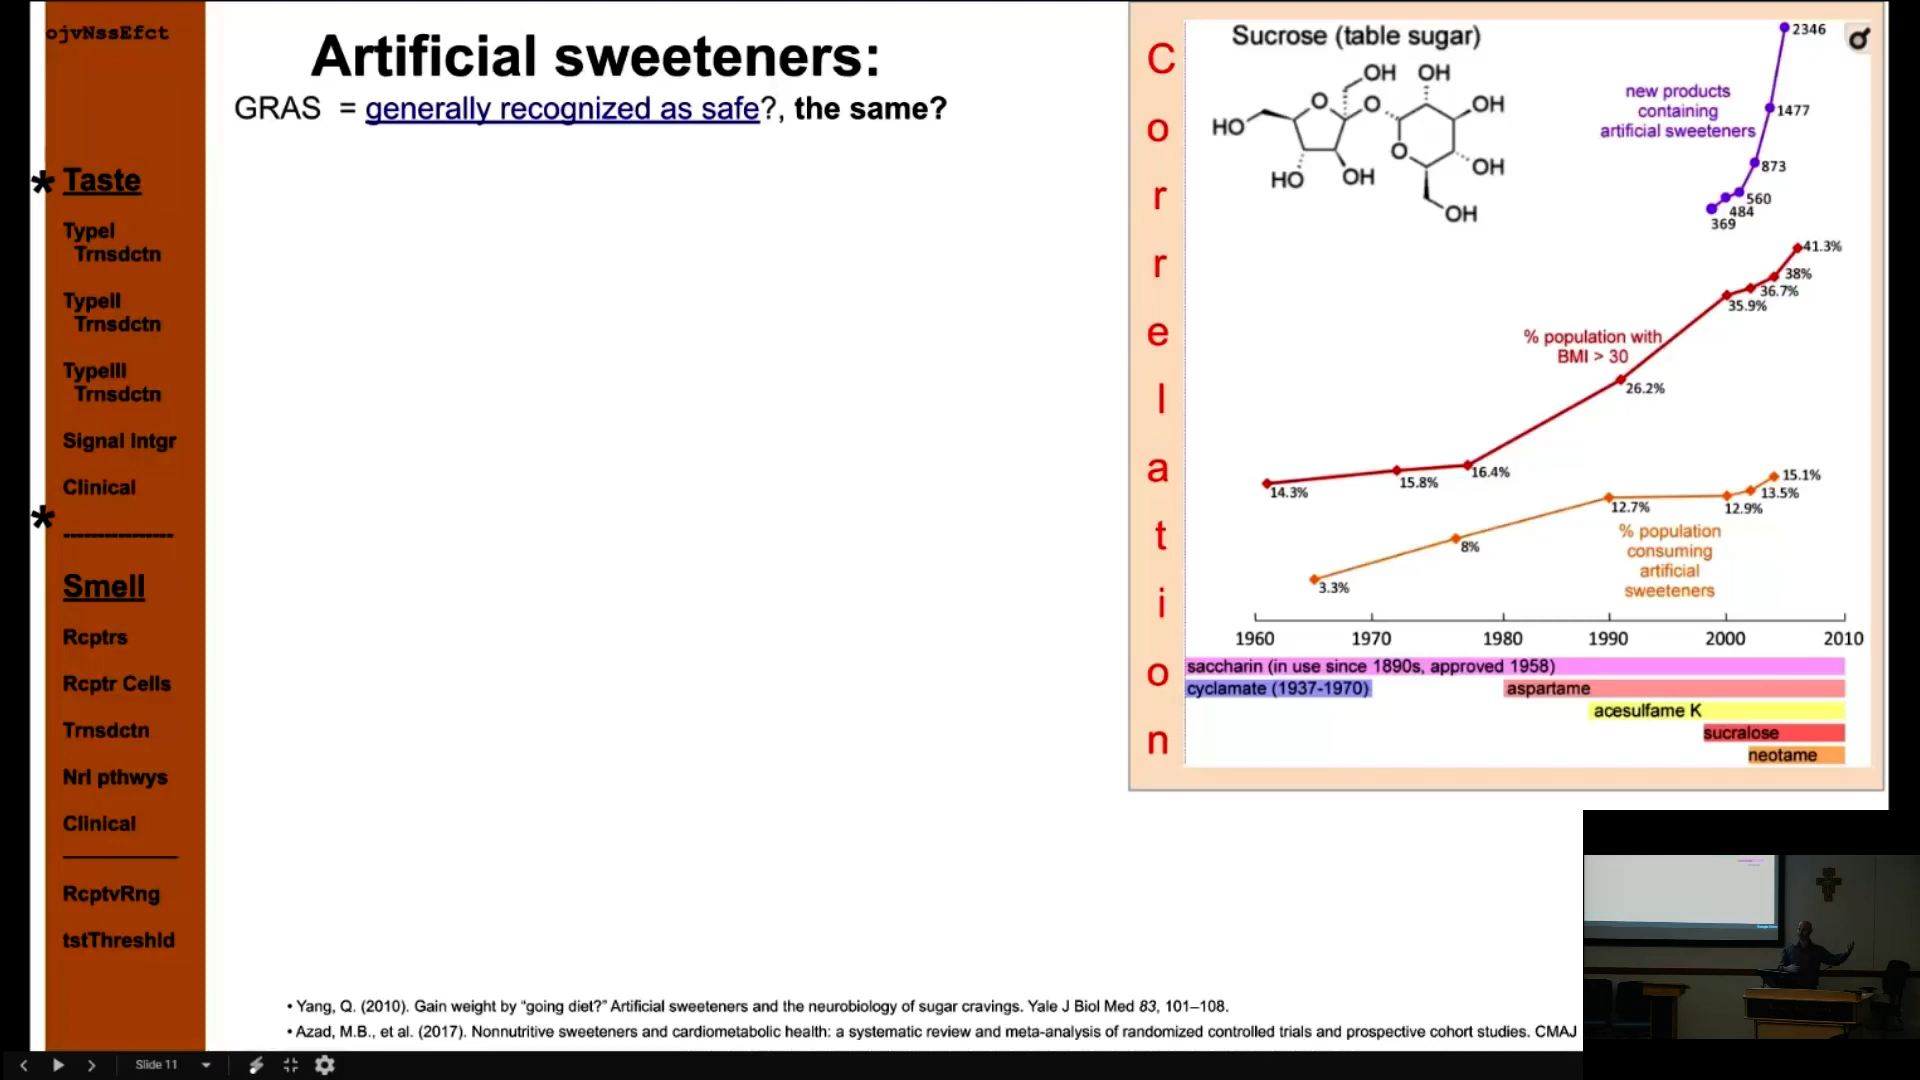 ojvNssEfct
* Taste
TypeI
Trnsdctn
TypeII
Trnsdctn
TypeIII
Trnsdctn
Signal Intgr
Clinical
*
----------------
Smell
Rcptrs
Rcptr Cells
Trnsdctn
Nrl pthwys
Clinical
RcptvRng
tstThreshld
Artificial sweeteners:
GRAS = generally recognized as safe?, the same?
Correlation
Sucrose (table sugar)
OH
OH
O
O
OH
HO
O
OH
HO
OH
OH
new products
containing
artificial sweeteners
2346
1477
873
560
484
369
41.3%
38%
36.7%
35.9%
% population with
BMI > 30
26.2%
16.4%
15.8%
14.3%
15.1%
13.5%
12.9%
12.7%
8%
3.3%
% population
consuming
artificial
sweeteners
1960 1970 1980 1990 2000 2010
saccharin (in use since 1890s, approved 1958)
cyclamate (1937-1970) aspartame
acesulfame K
sucralose
neotame
• Yang, Q. (2010). Gain weight by “going diet?” Artificial sweeteners and the neurobiology of sugar cravings. Yale J Biol Med 83, 101–108.
• Azad, M.B., et al. (2017). Nonnutritive sweeteners and cardiometabolic health: a systematic review and meta-analysis of randomized controlled trials and prospective cohort studies. CMAJ
Slide 11